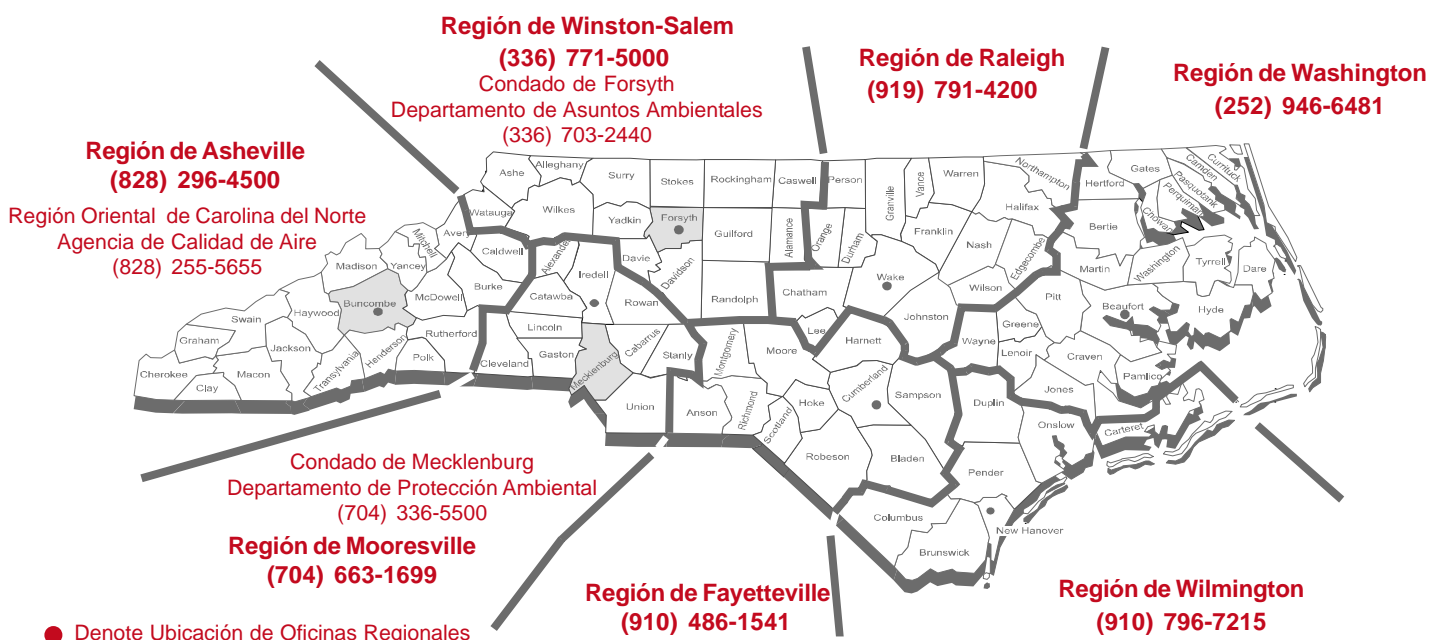 Región de Winston-Salem
(336) 771-5000
Condado de Forsyth
Departamento de Asuntos Ambientales
(336) 703-2440
Región de Raleigh
(919) 791-4200
Región de Washington
(252) 946-6481
Región de Asheville
(828) 296-4500
Región Oriental de Carolina del Norte
Agencia de Calidad de Aire
(828) 255-5655
Ashe
Alleghany
Surry
Stokes
Rockingham
Caswell
Person
Granville
Vance
Warren
Northampton
Hertford
Gates
Camden
Currituck
Pasquotank
Perquimans
Chowan
Watauga
Wilkes
Yadkin
Forsyth
Guilford
Alamance
Orange
Durham
Franklin
Halifax
Bertie
Mitchell
Avery
Caldwell
Alexander
Iredell
Davie
Davidson
Randolph
Chatham
Wake
Nash
Edgecombe
Wilson
Martin
Washington
Tyrrell
Dare
Madison
Yancey
McDowell
Burke
Catawba
Rowan
Buncombe
Haywood
Swain
Graham
Jackson
Cherokee
Macon
Clay
Transylvania
Henderson
Rutherford
Polk
Cleveland
Lincoln
Gaston
Mecklenburg
Cabarrus
Stanly
Union
Anson
Montgomery
Moore
Lee
Harnett
Johnston
Wayne
Greene
Lenoir
Pitt
Beaufort
Hyde
Craven
Pamlico
Jones
Richmond
Scotland
Hoke
Cumberland
Sampson
Duplin
Onslow
Carteret
Robeson
Bladen
Pender
Columbus
Brunswick
New Hanover
Condado de Mecklenburg
Departamento de Protección Ambiental
(704) 336-5500
Región de Mooresville
(704) 663-1699
Región de Fayetteville
(910) 486-1541
Región de Wilmington
(910) 796-7215
Denote Ubicación de Oficinas Regionales